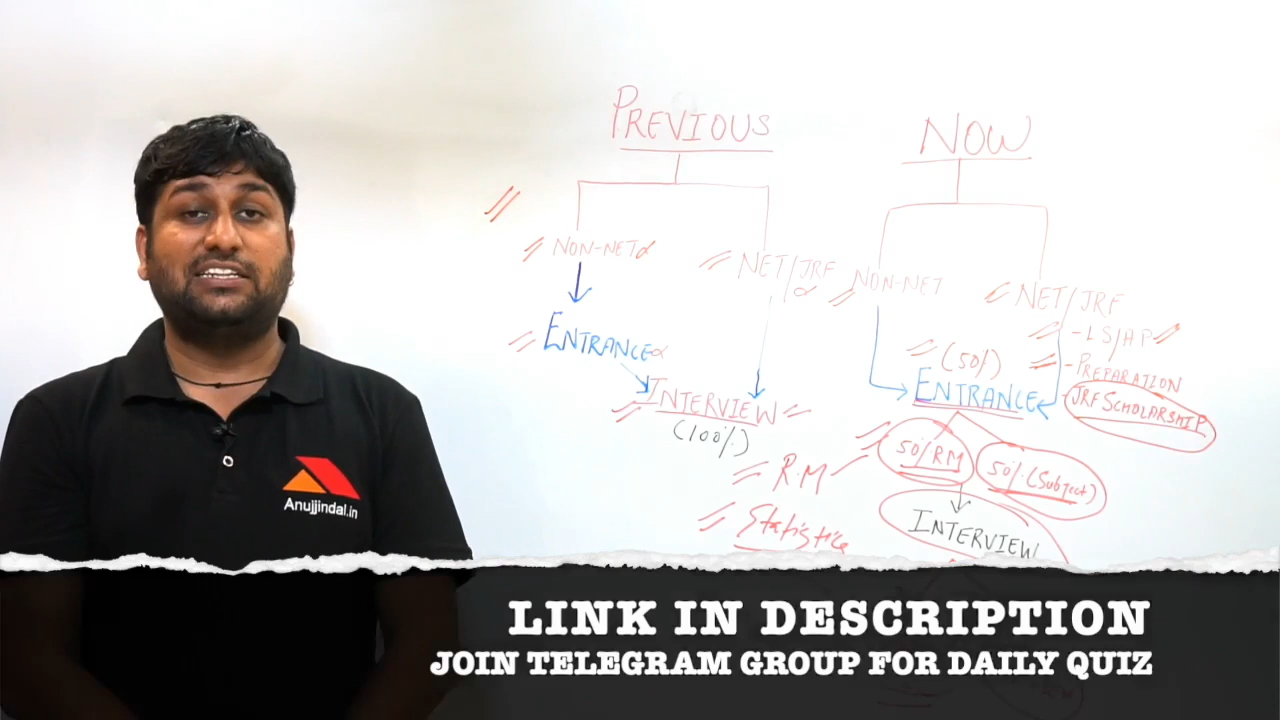 PREVIOUS
NON-NET
NET/JRF
ENTRANCE
INTERVIEW
(100%)
RM
Statistics
NOW
NON-NET
NET/JRF
- LS/AP
- PREPARATION
- JRF SCHOLARSHIP
(50%)
ENTRANCE
50% RM
50% (Subject)
INTERVIEW
Anujjindal.in
LINK IN DESCRIPTION
JOIN TELEGRAM GROUP FOR DAILY QUIZ